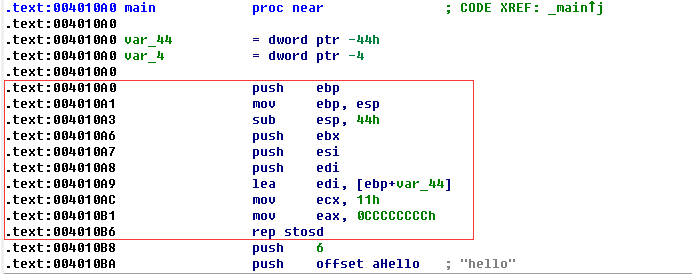 .text:004010A0 main proc near ; CODE XREF: _main↑j
.text:004010A0
.text:004010A0 var_44 = dword ptr -44h
.text:004010A0 var_4 = dword ptr -4
.text:004010A0
.text:004010A0 push ebp
.text:004010A1 mov ebp, esp
.text:004010A3 sub esp, 44h
.text:004010A6 push ebx
.text:004010A7 push esi
.text:004010A8 push edi
.text:004010A9 lea edi, [ebp+var_44]
.text:004010AC mov ecx, 11h
.text:004010B1 mov eax, 0CCCCCCCCh
.text:004010B6 rep stosd
.text:004010B8 push 6
.text:004010BA push offset aHello ; "hello"